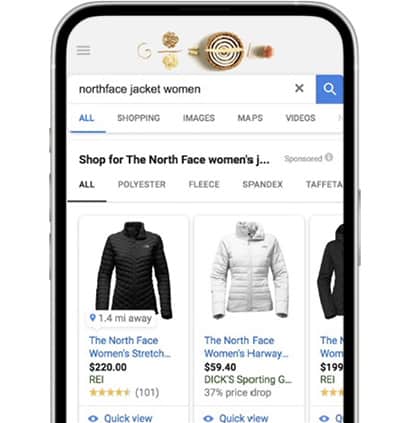 northface jacket women
ALL SHOPPING IMAGES MAPS VIDEOS
Shop for The North Face women's j... Sponsored
ALL POLYESTER FLEECE SPANDEX TAFFETA
1.4 mi away
The North Face
Women's Stretch...
$220.00
REI
(101)
Quick view
The North Face
Women's Harway...
$59.40
DICK'S Sporting G...
37% price drop
Quick view
The N
Wom
$199
REI
Qu